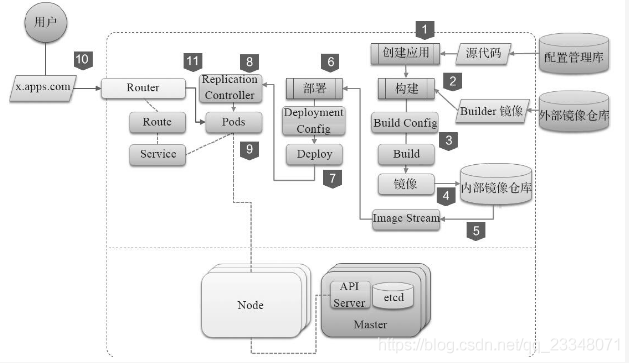 用户
x.apps.com
10
Router
11
Route
Service
8
Replication
Controller
Pods
9
6
部署
Deployment
Config
Deploy
7
1
创建应用
源代码
配置管理库
2
构建
Builder 镜像
外部镜像仓库
Build Config
3
Build
镜像
4
内部镜像仓库
5
Image Stream
Node
API
Server
etcd
Master
https://blog.csdn.net/qq_23348071